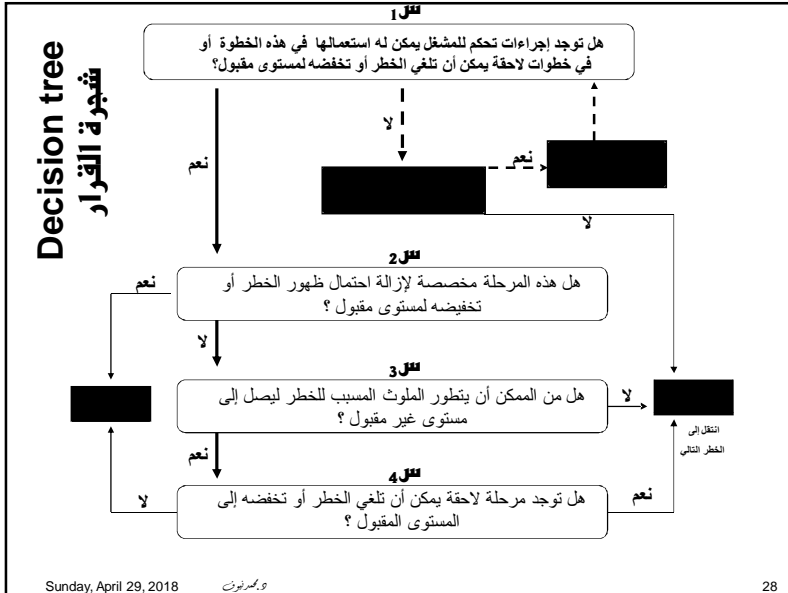 Decision tree
شجرة القرار
س1
هل توجد إجراءات تحكم للمشغل يمكن له استعمالها في هذه الخطوة أو
في خطوات لاحقة يمكن أن تلغي الخطر أو تخفضه لمستوى مقبول؟
لا
نعم
نعم
لا
س2
هل هذه المرحلة مخصصة لإزالة احتمال ظهور الخطر أو
تخفيضه لمستوى مقبول ؟
نعم
لا
س3
هل من الممكن أن يتطور الملوث المسبب للخطر ليصل إلى
مستوى غير مقبول ؟
لا
انتقل إلى
الخطر التالي
نعم
س4
هل توجد مرحلة لاحقة يمكن أن تلغي الخطر أو تخفضه إلى
المستوى المقبول ؟
نعم
لا
Sunday, April 29, 2018
28